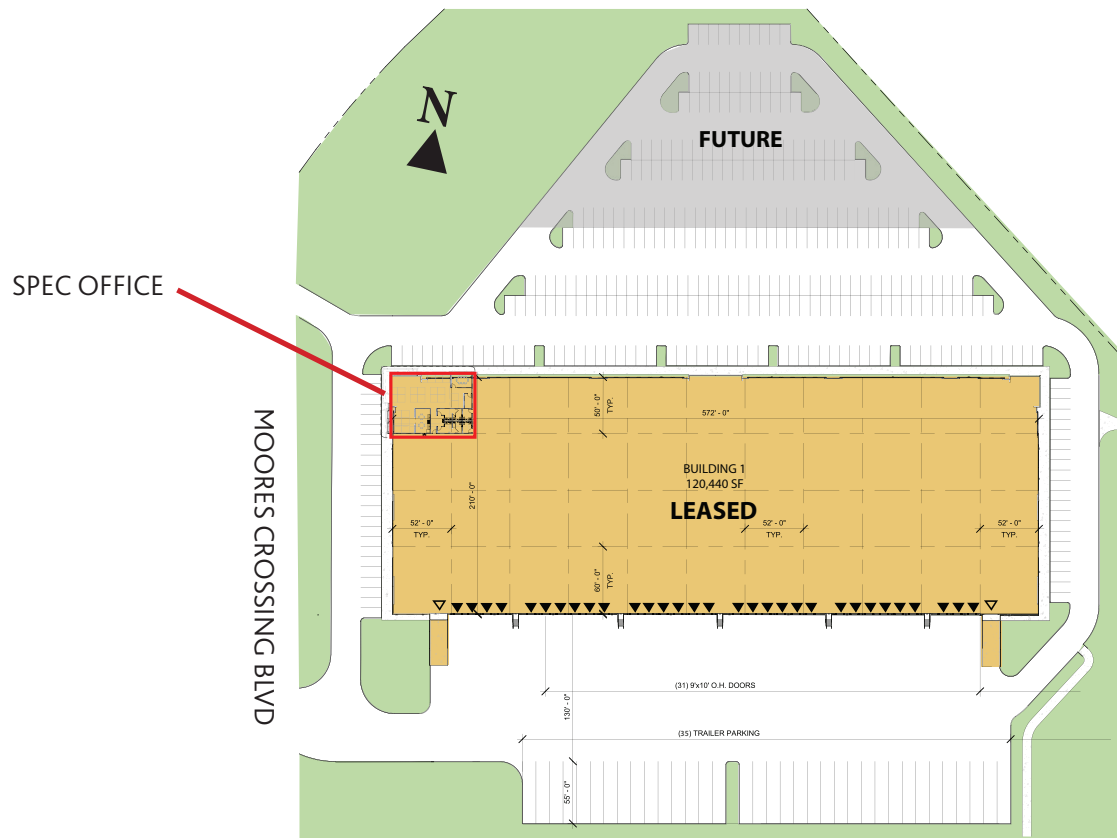 N
FUTURE
SPEC OFFICE
MOORES CROSSING BLVD
50' - 0"
TYP.
572' - 0"
210' - 0"
BUILDING 1
120,440 SF
LEASED
52' - 0"
TYP.
52' - 0"
TYP.
52' - 0"
TYP.
60' - 0"
TYP.
(31) 9'x10' O.H. DOORS
130' - 0"
(35) TRAILER PARKING
55' - 0"